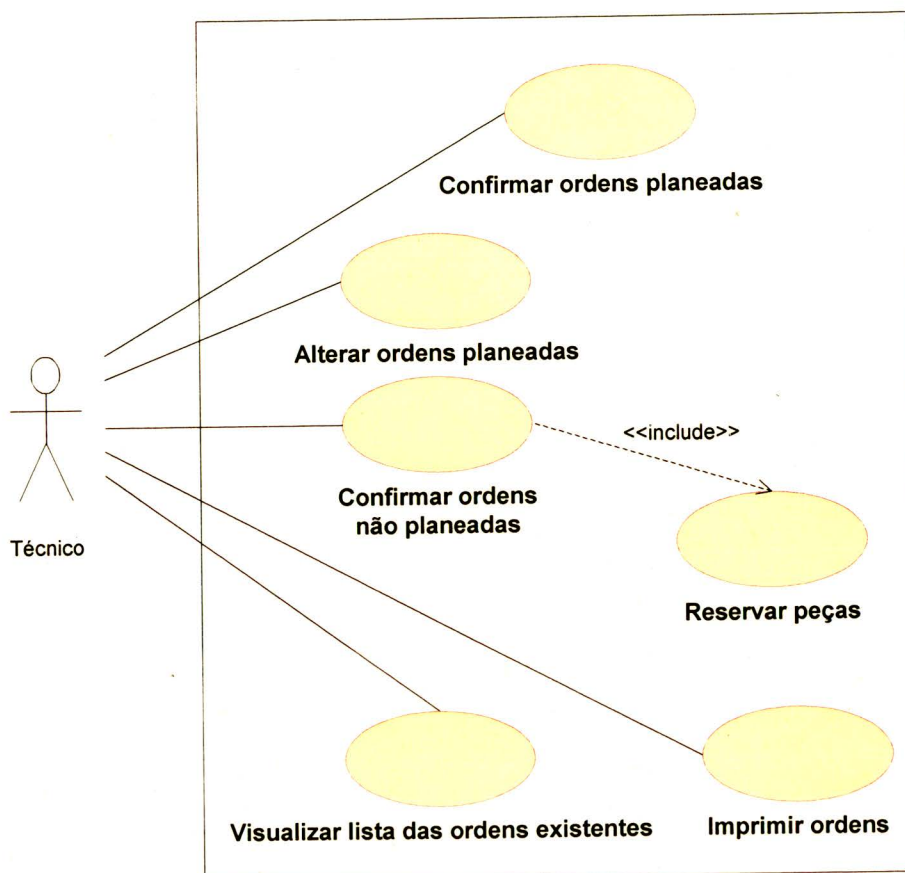 Confirmar ordens planeadas
Alterar ordens planeadas
<<include>>
Confirmar ordens
não planeadas
Técnico
Reservar peças
Visualizar lista das ordens existentes
Imprimir ordens